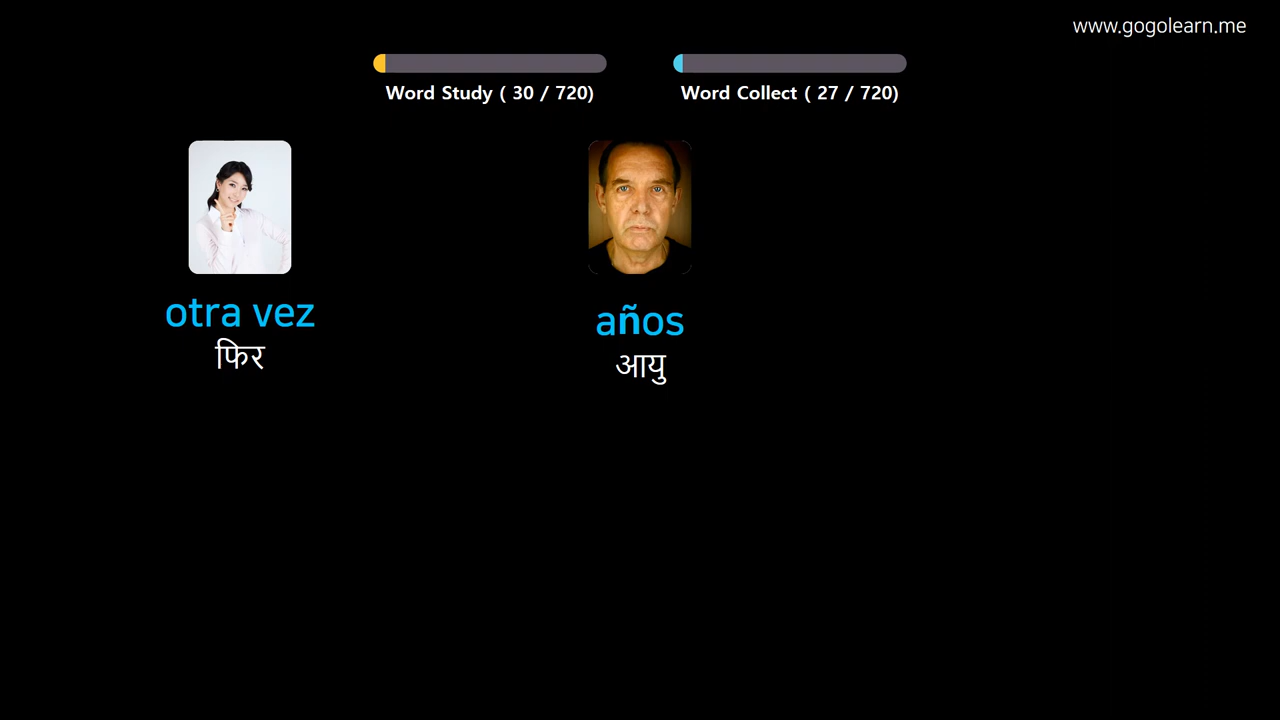 www.gogolearn.me
Word Study ( 30 / 720)
Word Collect ( 27 / 720)
otra vez
फिर
años
आयु